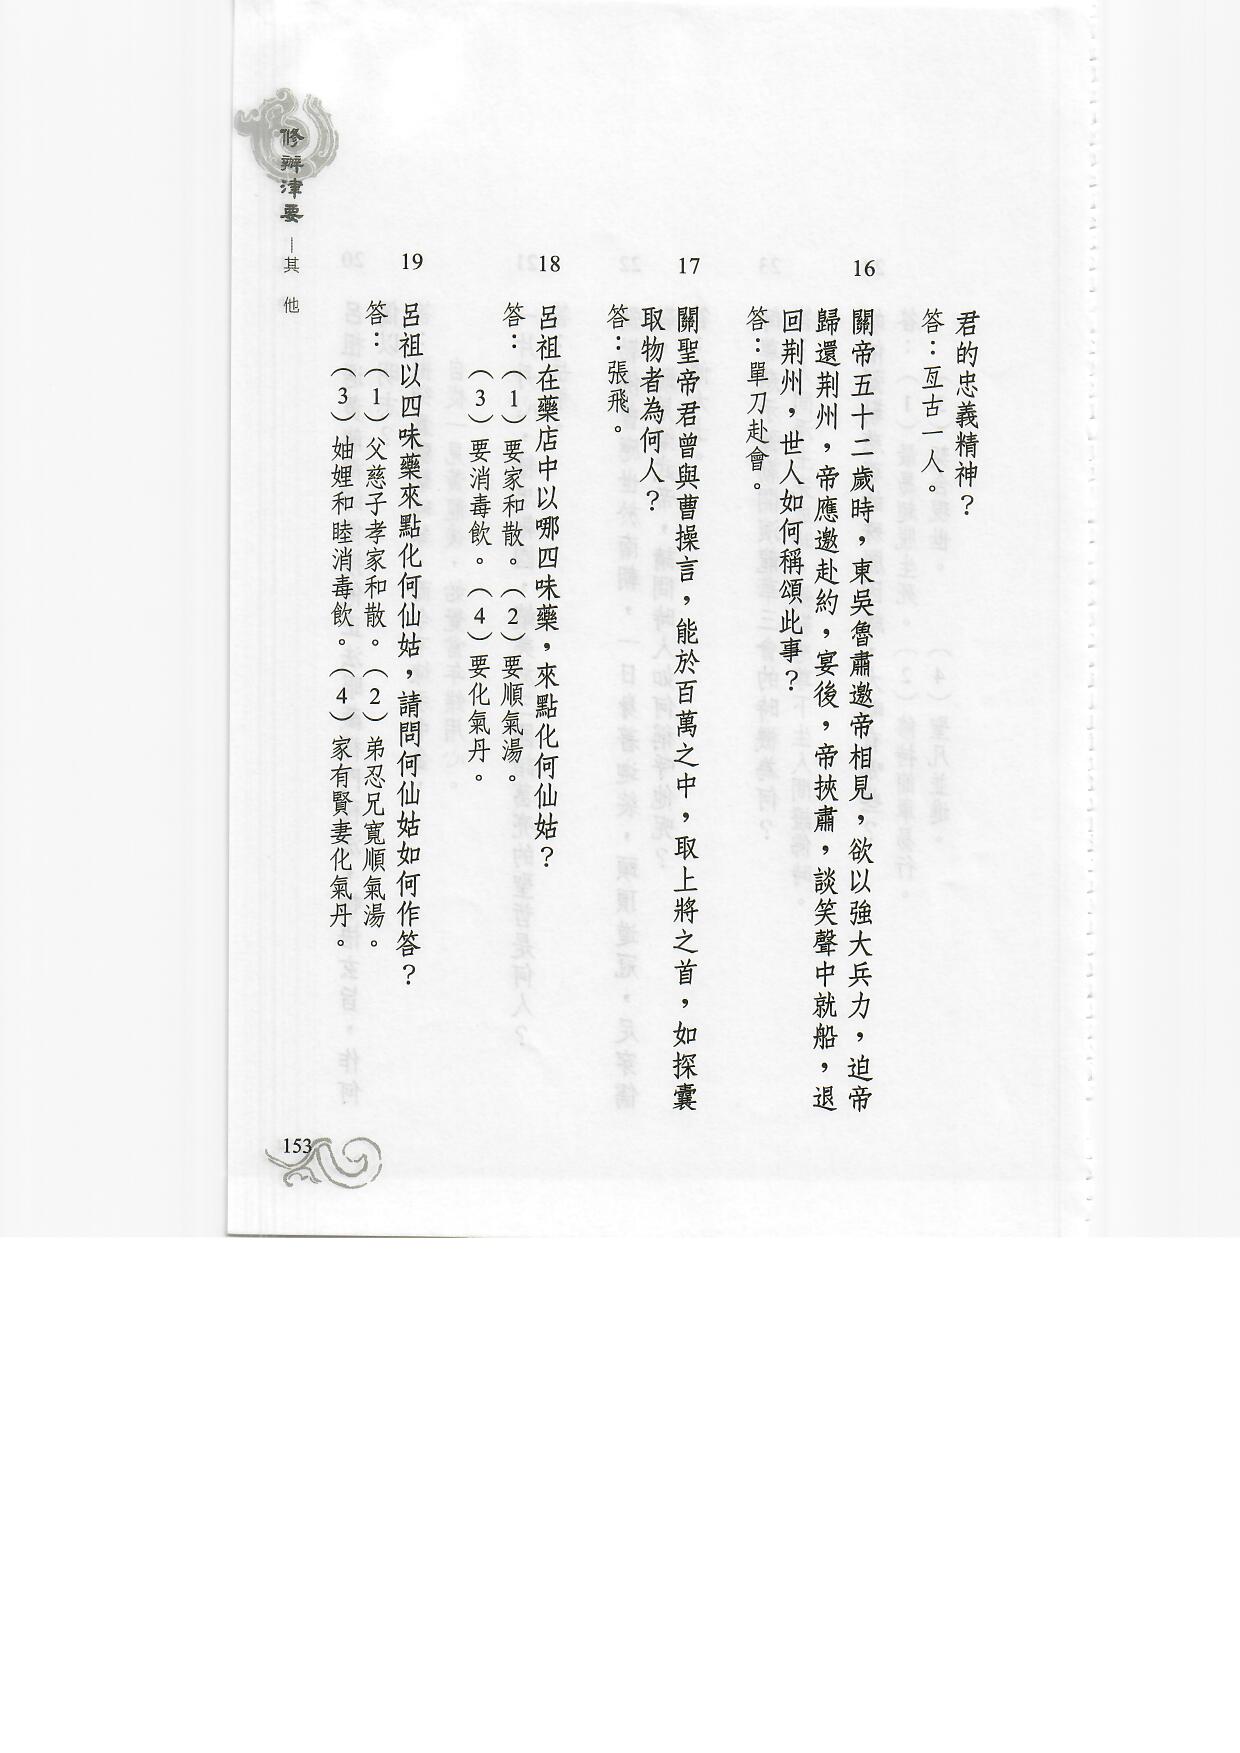 君的忠義精神？
答：亙古一人。
16 關帝五十二歲時，東吳魯肅邀帝相見，欲以強大兵力，迫帝
歸還荆州，帝應邀赴約，宴後，帝挾肅，談笑聲中就船，退
回荆州，世人如何稱頌此事？
答：單刀赴會。
17 關聖帝君曾與曹操言，能於百萬之中，取上將之首，如探囊
取物者為何人？
答：張飛。
18 呂祖在藥店中以哪四味藥，來點化何仙姑？
答：（1）要家和散。（2）要順氣湯。
（3）要消毒飲。（4）要化氣丹。
19 呂祖以四味藥來點化何仙姑，請問何仙姑如何作答？
答：（1）父慈子孝家和散。（2）弟忍兄寬順氣湯。
（3）妯娌和睦消毒飲。（4）家有賢妻化氣丹。
修辦津要—其他
153